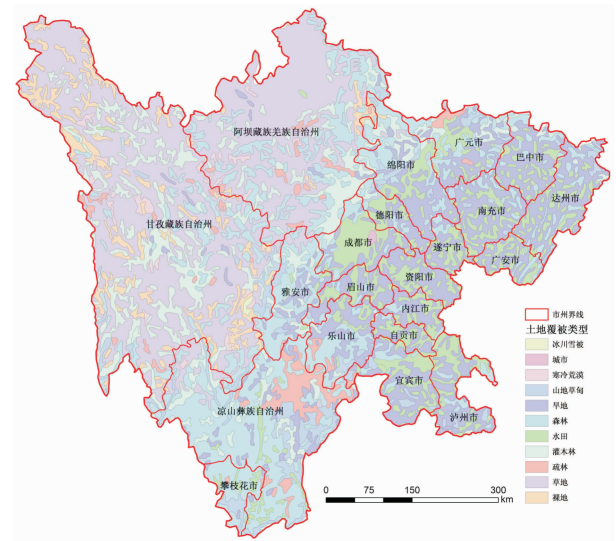 阿坝藏族羌族自治州
广元市
巴中市
绵阳市
达州市
甘孜藏族自治州
德阳市
南充市
成都市
遂宁市
广安市
雅安市
资阳市
眉山市
内江市
乐山市
自贡市
宜宾市
泸州市
凉山彝族自治州
攀枝花市
市州界线
土地覆被类型
冰川雪被
城市
寒冷荒漠
山地草甸
旱地
森林
水田
灌木林
疏林
草地
裸地
0 75 150 300
km